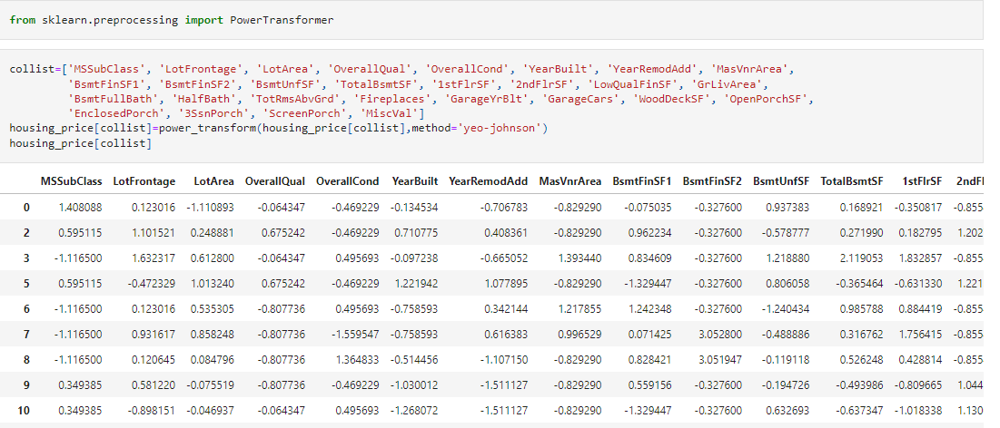 from sklearn.preprocessing import PowerTransformer
collist=['MSSubClass', 'LotFrontage', 'LotArea', 'OverallQual', 'OverallCond', 'YearBuilt', 'YearRemodAdd', 'MasVnrArea',
'BsmtFinSF1', 'BsmtFinSF2', 'BsmtUnfSF', 'TotalBsmtSF', '1stFlrSF', '2ndFlrSF', 'LowQualFinSF', 'GrLivArea',
'BsmtFullBath', 'HalfBath', 'TotRmsAbvGrd', 'Fireplaces', 'GarageYrBlt', 'GarageCars', 'WoodDeckSF', 'OpenPorchSF',
'EnclosedPorch', '3SsnPorch', 'ScreenPorch', 'MiscVal']
housing_price[collist]=power_transform(housing_price[collist],method='yeo-johnson')
housing_price[collist]
MSSubClass LotFrontage LotArea OverallQual OverallCond YearBuilt YearRemodAdd MasVnrArea BsmtFinSF1 BsmtFinSF2 BsmtUnfSF TotalBsmtSF 1stFlrSF 2ndFl
0 1.408088 0.123016 -1.110893 -0.064347 -0.469229 -0.134534 -0.706783 -0.829290 -0.075035 -0.327600 0.937383 0.168921 -0.350817 -0.855
2 0.595115 1.101521 0.248881 0.675242 -0.469229 0.710775 0.408361 -0.829290 0.962234 -0.327600 -0.578777 0.271990 0.182795 1.202
3 -1.116500 1.632317 0.612800 -0.064347 0.495693 -0.097238 -0.665052 1.393440 0.834609 -0.327600 1.218880 2.119053 1.832857 -0.855
5 0.595115 -0.472329 1.013240 0.675242 -0.469229 1.221942 1.077895 -0.829290 -1.329447 -0.327600 0.806058 -0.365464 -0.631330 1.221
6 -1.116500 0.123016 0.535305 -0.807736 0.495693 -0.758593 0.342144 1.217855 1.242348 -0.327600 -1.240434 0.985788 0.884419 -0.855
7 -1.116500 0.931617 0.858248 -0.807736 -1.559547 -0.758593 0.616383 0.996529 0.071425 3.052800 -0.488886 0.316762 1.756415 -0.855
8 -1.116500 0.120645 0.084796 -0.807736 1.364833 -0.514456 -1.107150 -0.829290 0.828421 3.051947 -0.119118 0.526248 0.428814 -0.855
9 0.349385 0.581220 -0.075519 -0.807736 -0.469229 -1.030012 -1.511127 -0.829290 0.559156 -0.327600 -0.194726 -0.493986 -0.809665 1.044
10 0.349385 -0.898151 -0.046937 -0.064347 0.495693 -1.268072 -1.511127 -0.829290 -1.329447 -0.327600 0.632693 -0.637347 -1.018338 1.130